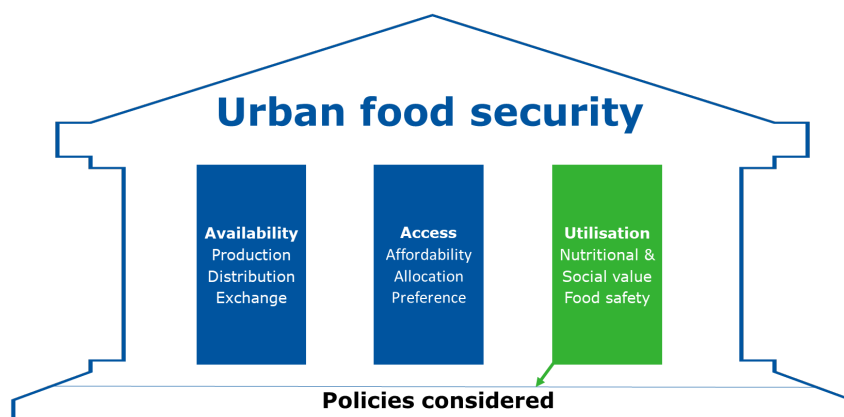 Urban food security
Availability
Production
Distribution
Exchange
Access
Affordability
Allocation
Preference
Utilisation
Nutritional &
Social value
Food safety
Policies considered